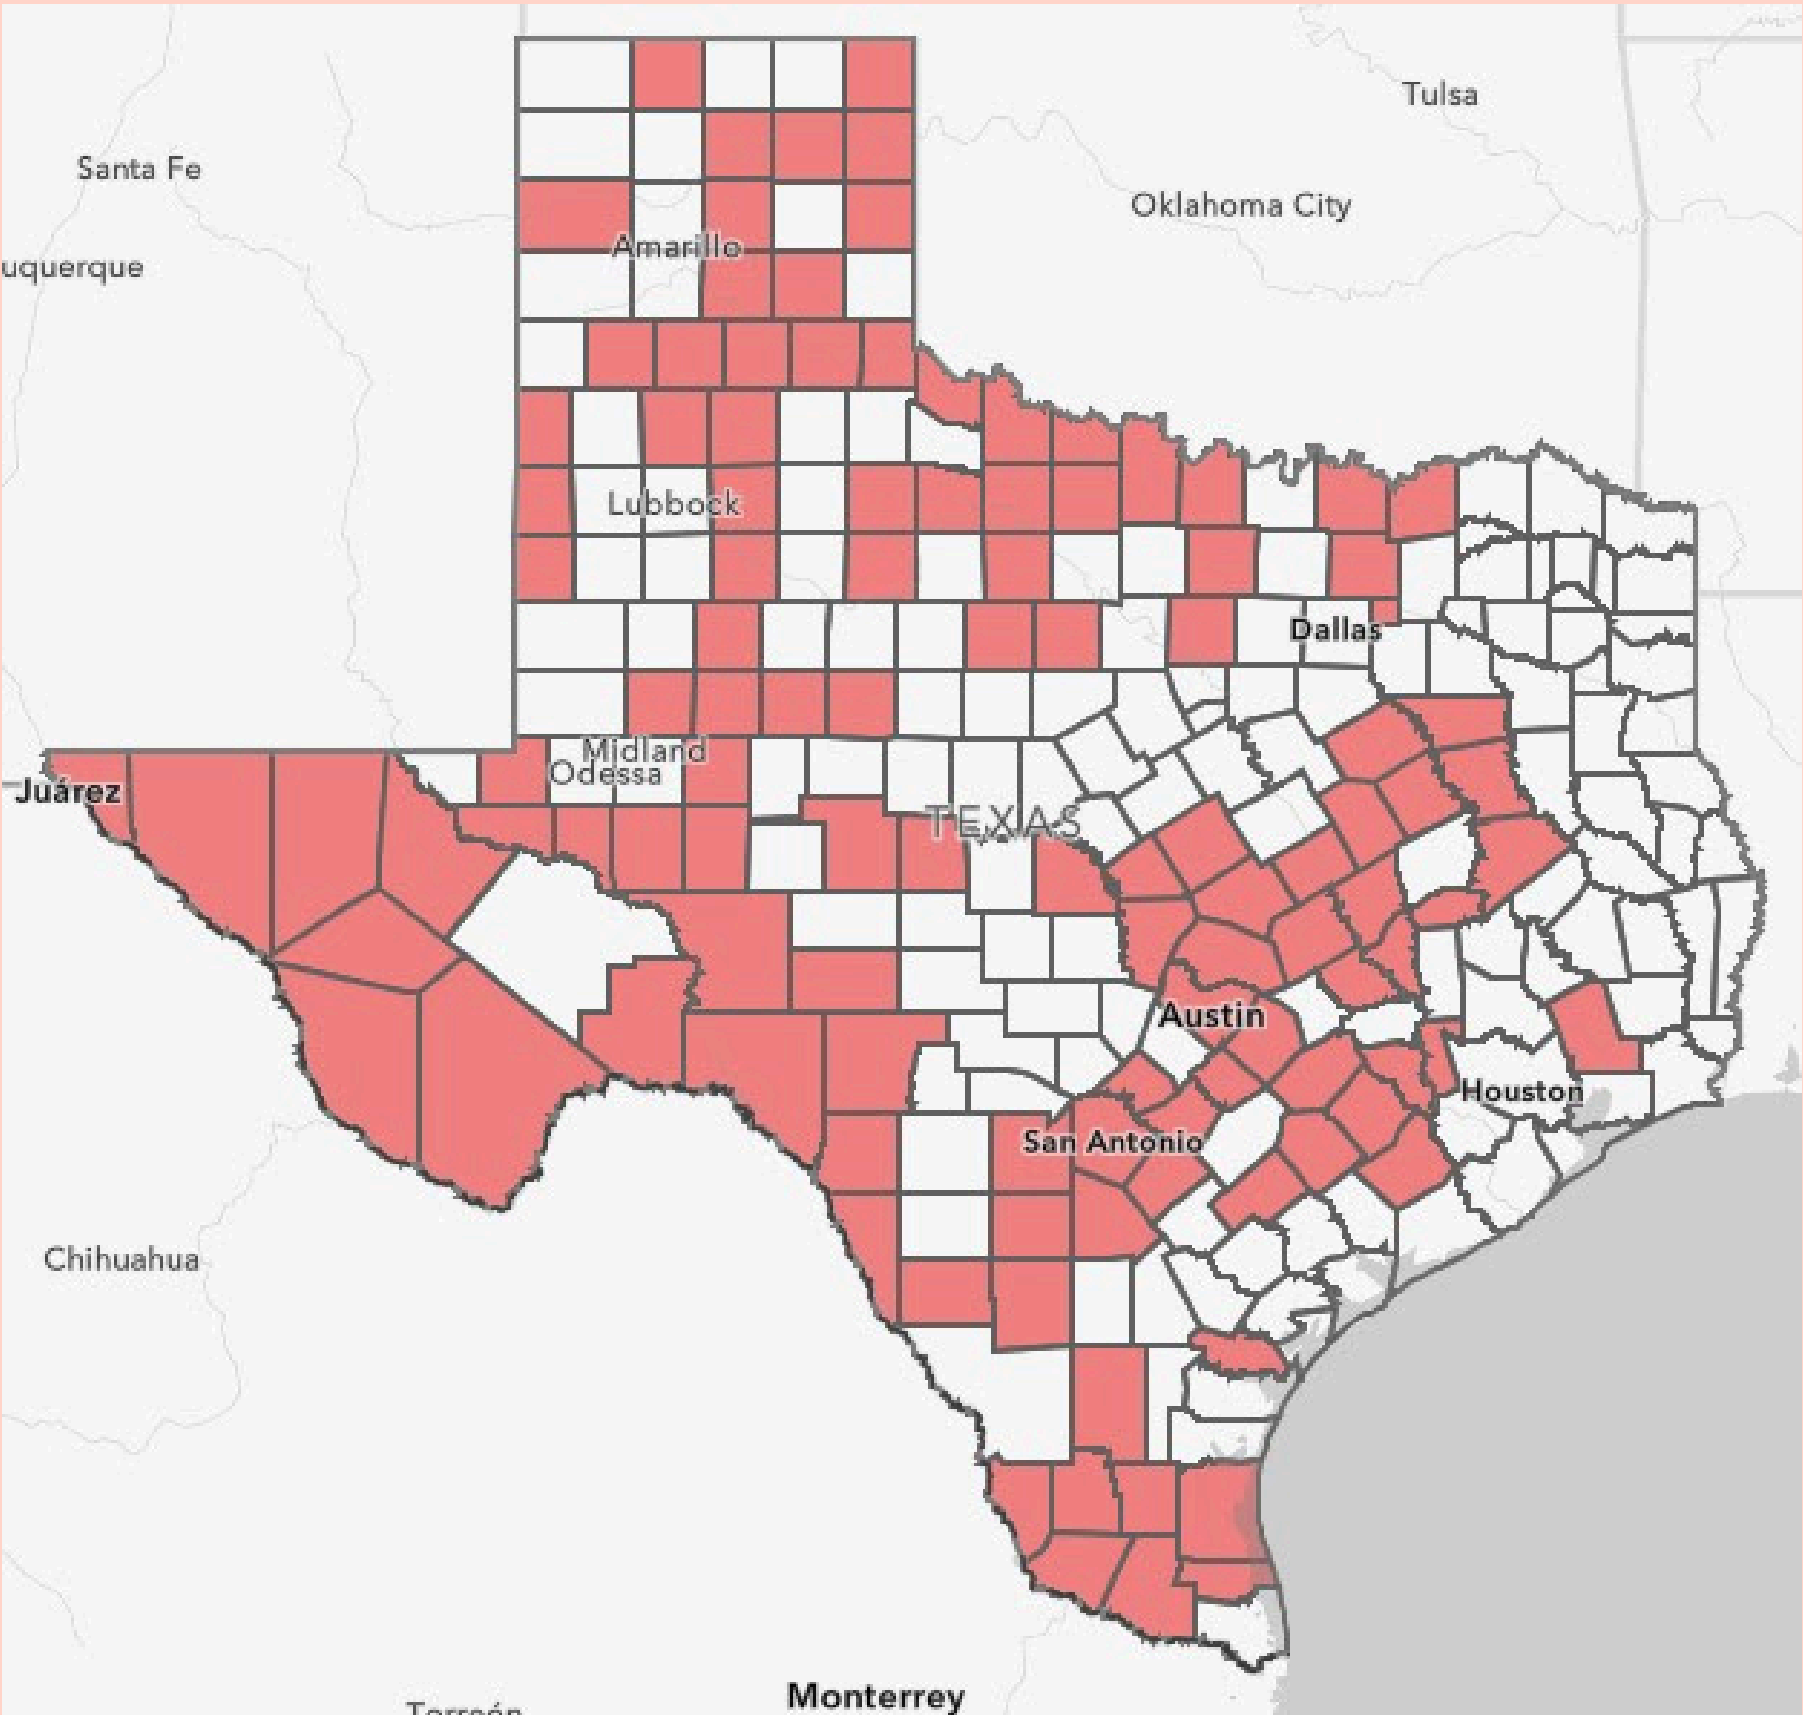 Tulsa
Santa Fe
Oklahoma City
Amarillo
uquerque
Lubbock
Dallas
Midland
Odessa
Juárez
TEXAS
Austin
Houston
San Antonio
Chihuahua
Monterrey
Torreón